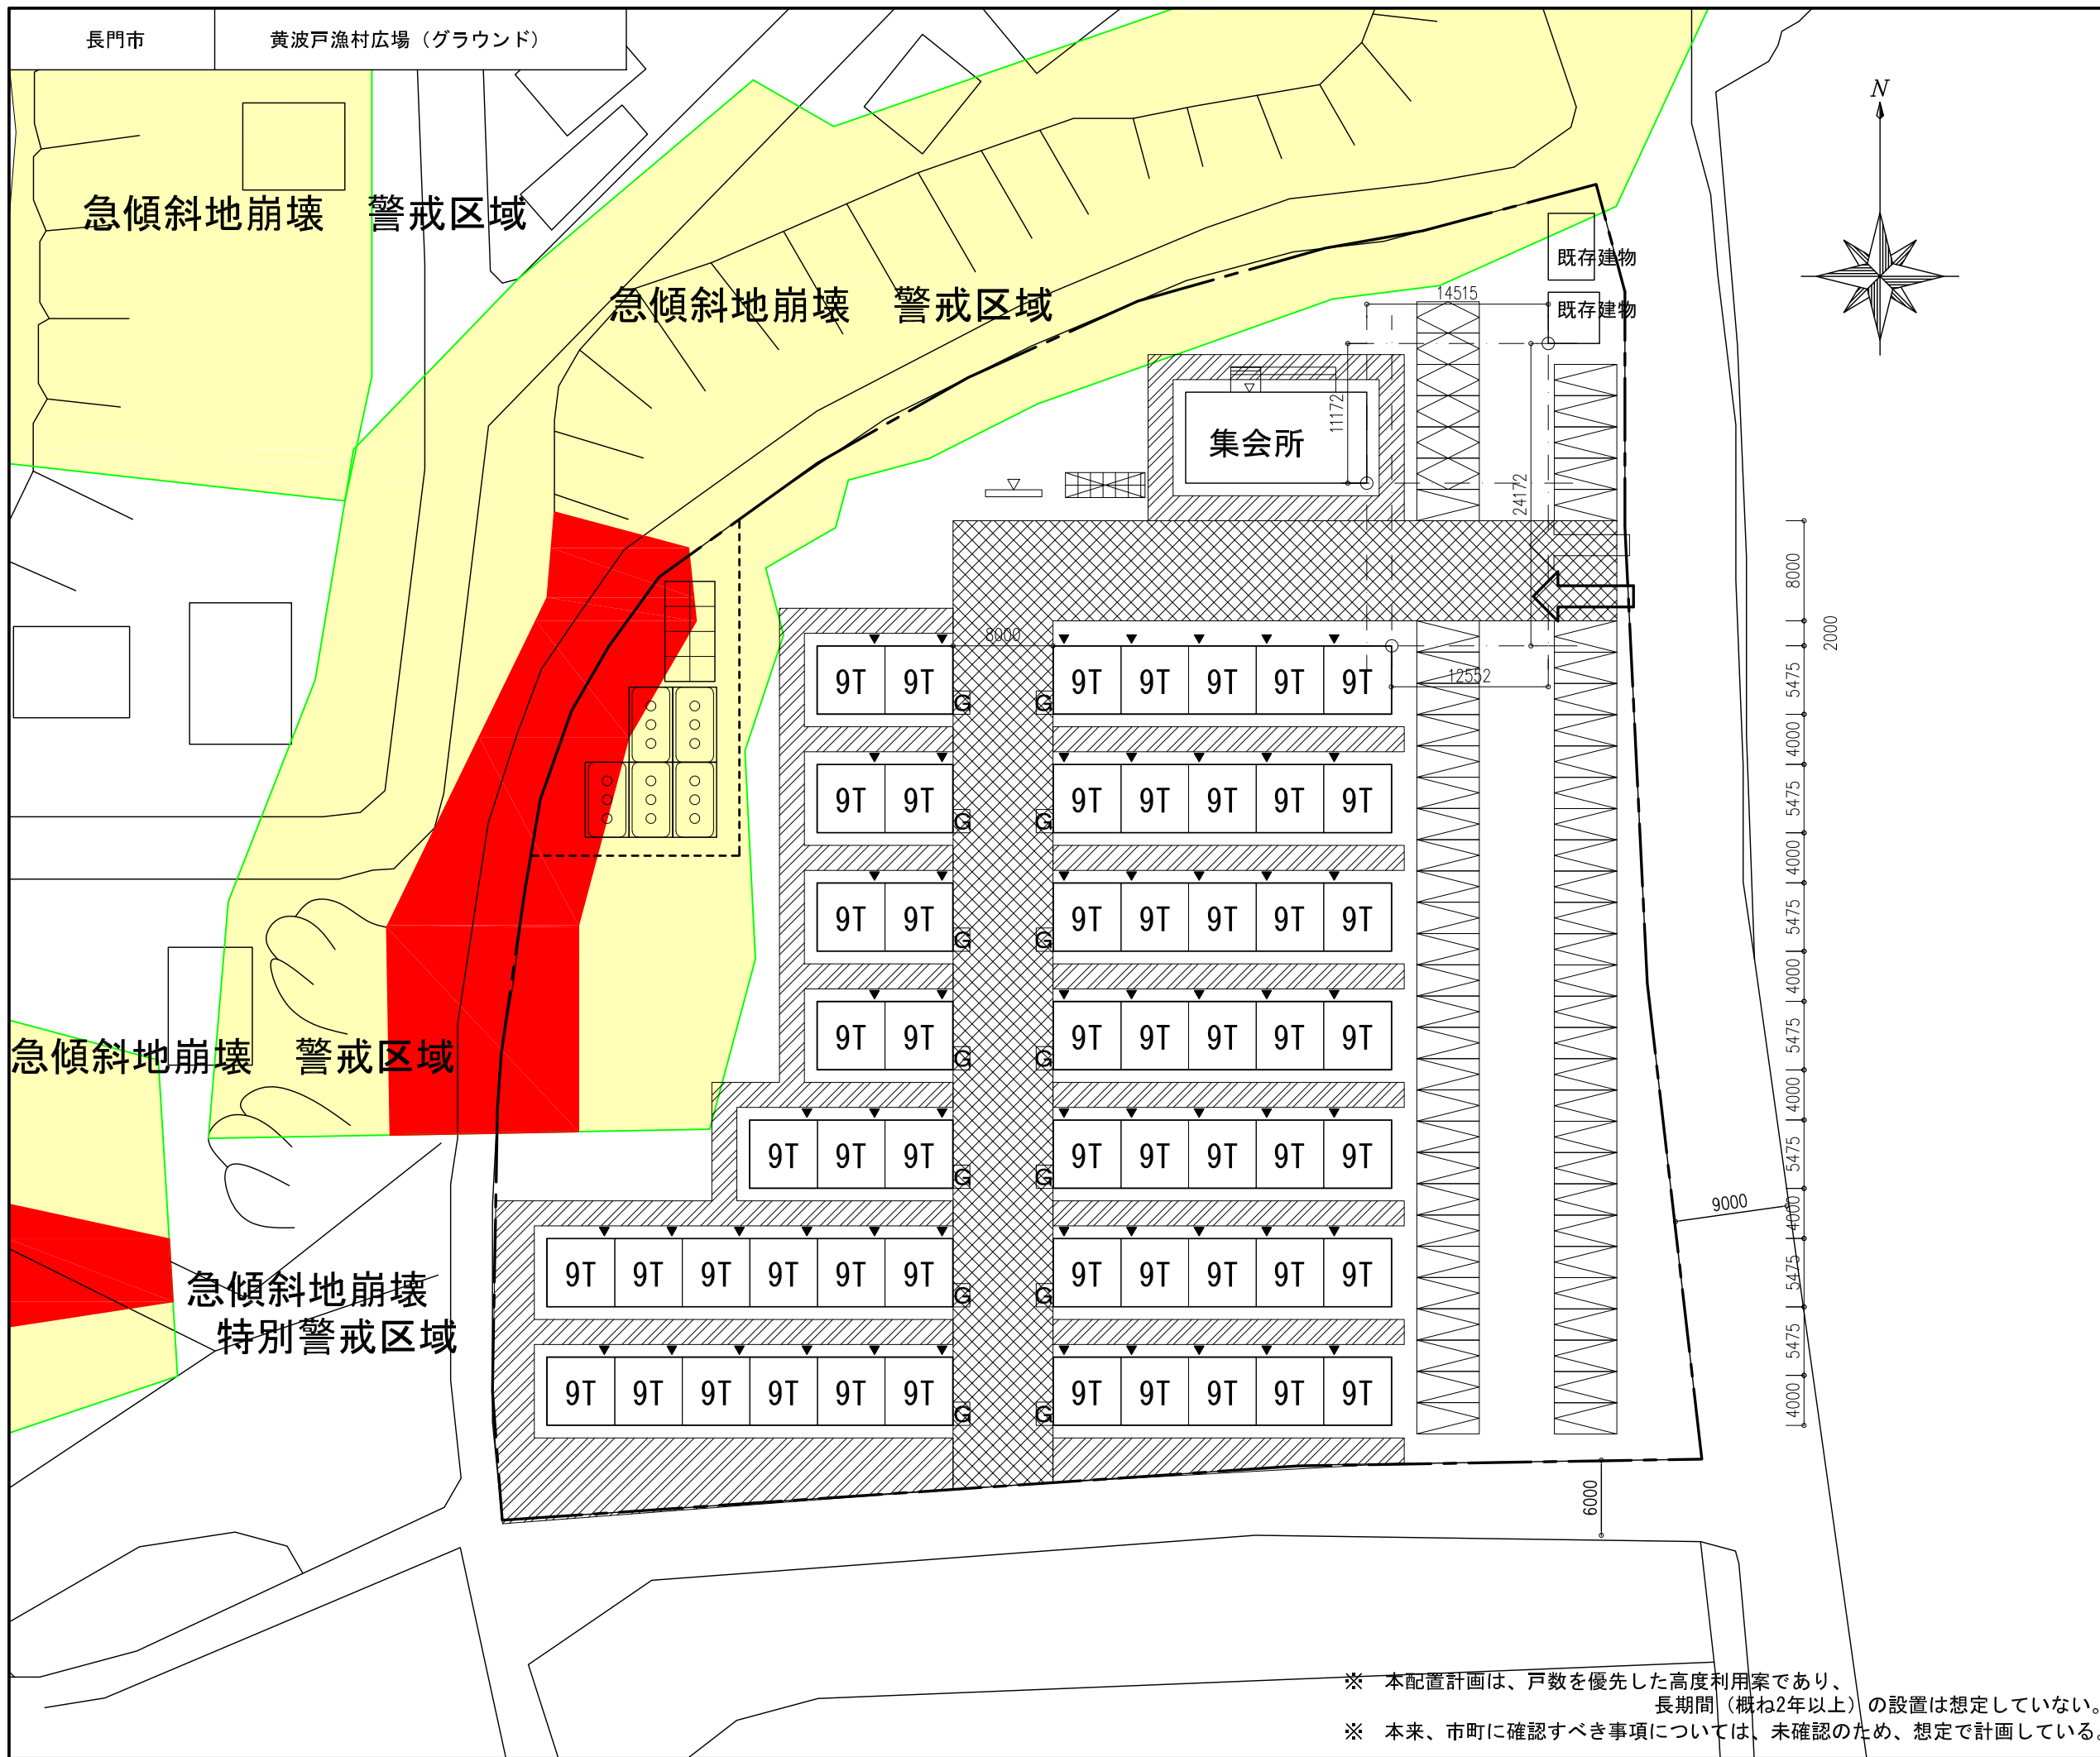 長門市 黄波戸漁村広場（グラウンド）
N
急傾斜地崩壊 警戒区域
既存建物
急傾斜地崩壊 警戒区域
14515
既存建物
11172
集会所
24172
8000
2000
8000
12552
9T 9T G G 9T 9T 9T 9T 9T
5475
4000
9T 9T G G 9T 9T 9T 9T 9T
5475
4000
9T 9T G G 9T 9T 9T 9T 9T
5475
4000
9T 9T G G 9T 9T 9T 9T 9T
5475
急傾斜地崩壊 警戒区域
4000
9T 9T 9T G G 9T 9T 9T 9T 9T
5475
9000
4000
9T 9T 9T 9T 9T 9T G G 9T 9T 9T 9T 9T
5475
急傾斜地崩壊
特別警戒区域
9T 9T 9T 9T 9T 9T G G 9T 9T 9T 9T 9T
5475
4000
6000
※ 本配置計画は、戸数を優先した高度利用案であり、
長期間（概ね2年以上）の設置は想定していない。
※ 本来、市町に確認すべき事項については、未確認のため、想定で計画している。